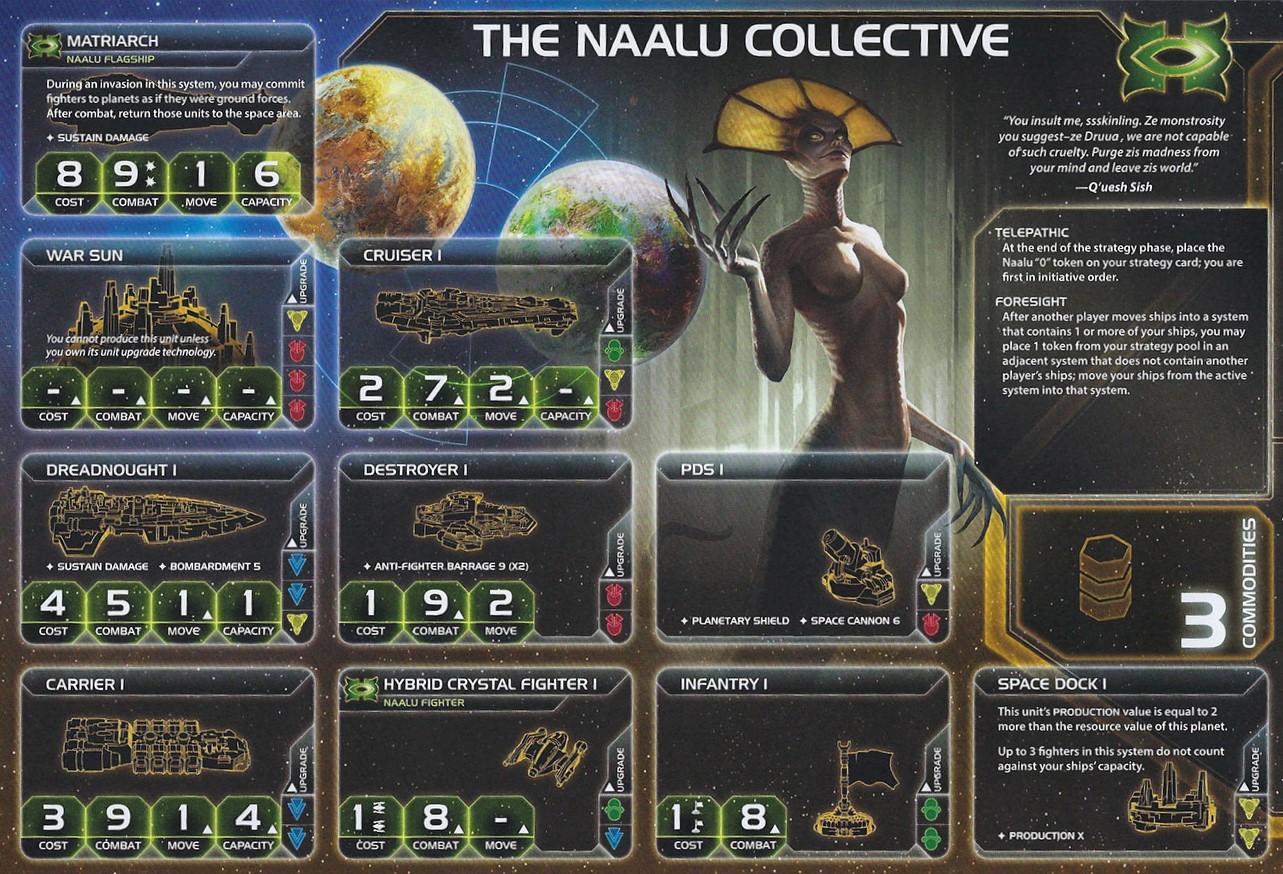 THE NAALU COLLECTIVE
MATRIARCH
NAALU FLAGSHIP
During an invasion in this system, you may commit
fighters to planets as if they were ground forces.
After combat, return those units to the space area.
✦ SUSTAIN DAMAGE
8 9 1 6
COST COMBAT MOVE CAPACITY
"You insult me, ssskinling. Ze monstrosity
you suggest–ze Druua , we are not capable
of such cruelty. Purge zis madness from
your mind and leave zis world."
—Q'uesh Sish
TELEPATHIC
At the end of the strategy phase, place the
Naalu "0" token on your strategy card; you are
first in initiative order.
FORESIGHT
After another player moves ships into a system
that contains 1 or more of your ships, you may
place 1 token from your strategy pool in an
adjacent system that does not contain another
player's ships; move your ships from the active
system into that system.
WAR SUN
You cannot produce this unit unless
you own its unit upgrade technology.
UPGRADE
- - - -
COST COMBAT MOVE CAPACITY
CRUISER I
UPGRADE
2 7 2 -
COST COMBAT MOVE CAPACITY
DREADNOUGHT I
UPGRADE
✦ SUSTAIN DAMAGE ✦ BOMBARDMENT 5
4 5 1 1
COST COMBAT MOVE CAPACITY
DESTROYER I
UPGRADE
✦ ANTI-FIGHTER BARRAGE 9 (X2)
1 9 2
COST COMBAT MOVE
PDS I
UPGRADE
✦ PLANETARY SHIELD ✦ SPACE CANNON 6
3
COMMODITIES
CARRIER I
UPGRADE
3 9 1 4
COST COMBAT MOVE CAPACITY
HYBRID CRYSTAL FIGHTER I
NAALU FIGHTER
UPGRADE
1 8 -
COST COMBAT MOVE
INFANTRY I
UPGRADE
1 8
COST COMBAT
SPACE DOCK I
This unit's PRODUCTION value is equal to 2
more than the resource value of this planet.
Up to 3 fighters in this system do not count
against your ships' capacity.
UPGRADE
✦ PRODUCTION X